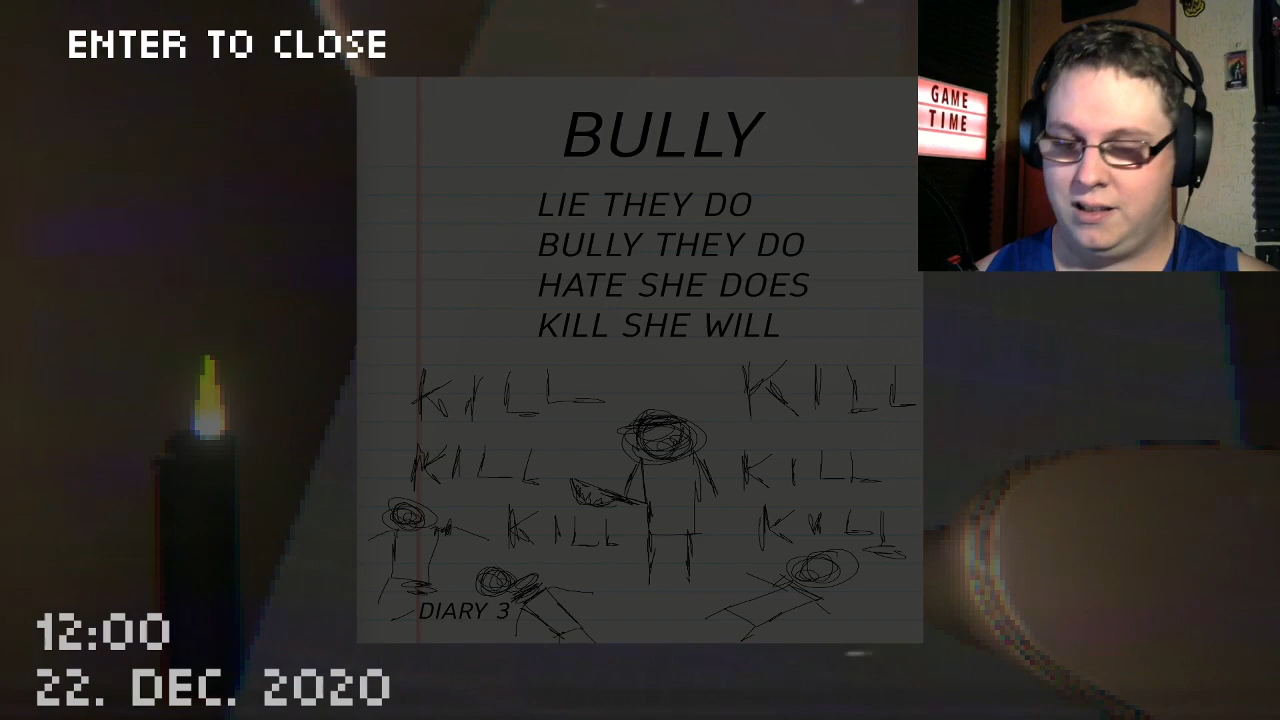 ENTER TO CLOSE
GAME
TIME
BULLY
LIE THEY DO
BULLY THEY DO
HATE SHE DOES
KILL SHE WILL
KILL KILL
KILL KILL
KILL KILL
DIARY 3
12:00
22. DEC. 2020